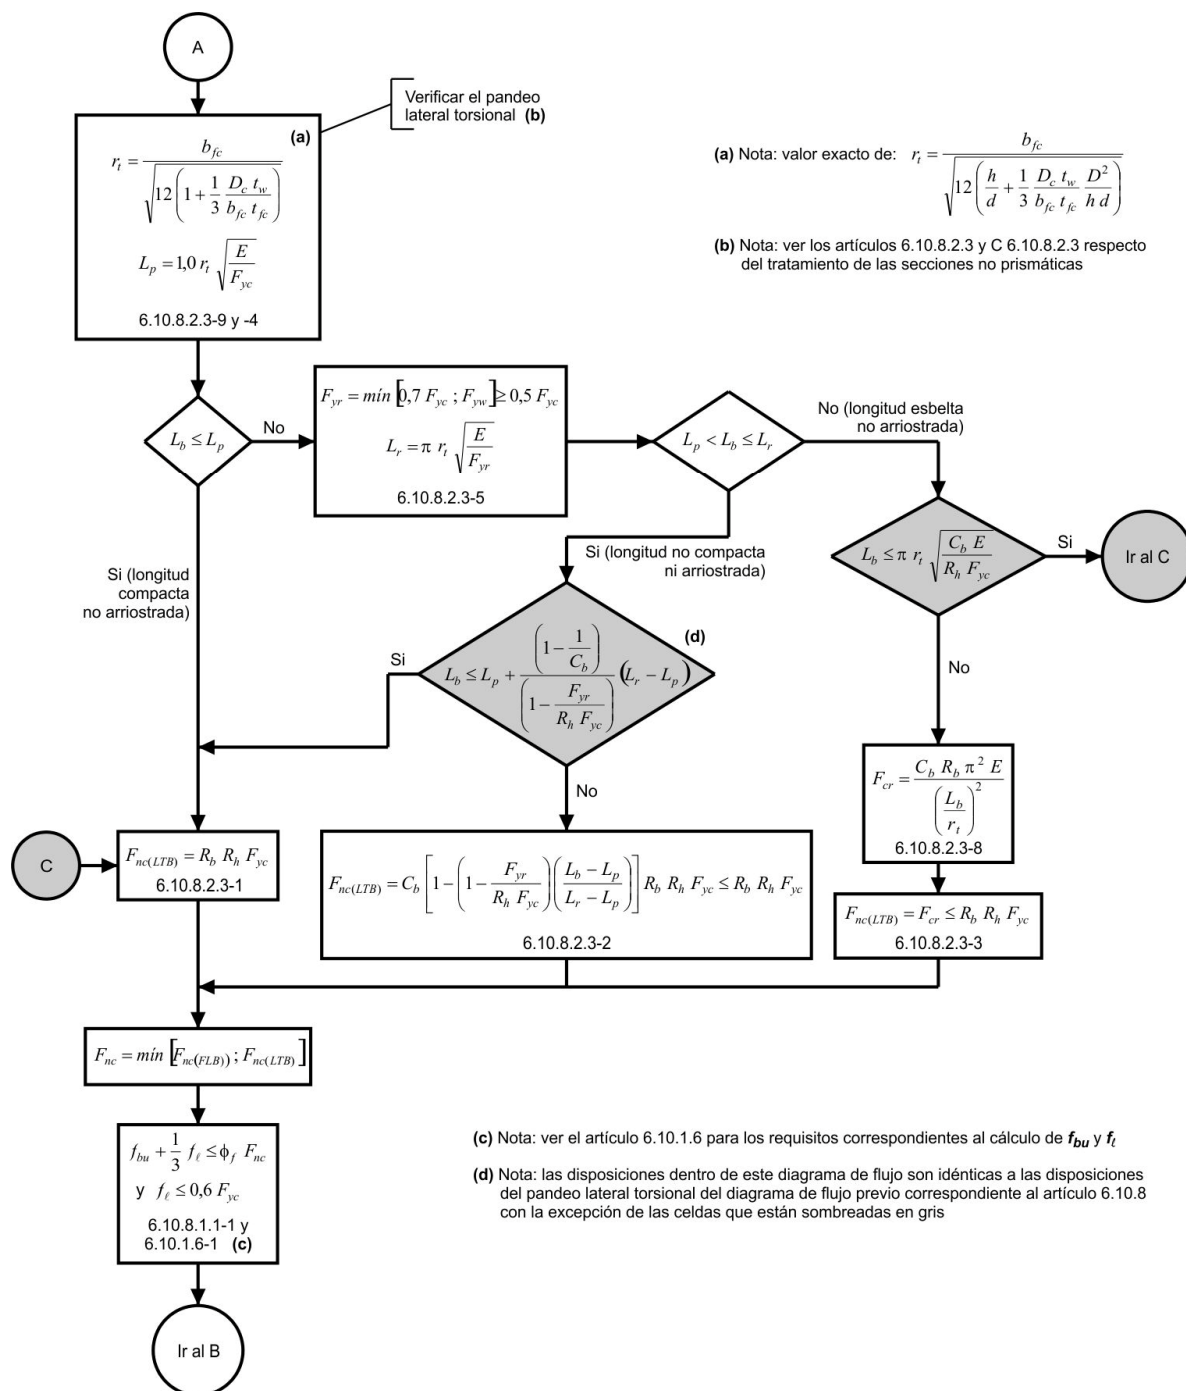 A
Verificar el pandeo
lateral torsional (b)
(a)
r_t = b_fc / √(12 (1 + 1/3 D_c t_w / b_fc t_fc))
L_p = 1,0 r_t √(E / F_yc)
6.10.8.2.3-9 y -4
(a) Nota: valor exacto de: r_t = b_fc / √(12 (h/d + 1/3 D_c t_w / b_fc t_fc D² / h d))
(b) Nota: ver los artículos 6.10.8.2.3 y C 6.10.8.2.3 respecto
del tratamiento de las secciones no prismáticas
L_b ≤ L_p
No
F_yr = mín [0,7 F_yc ; F_yw] ≥ 0,5 F_yc
L_r = π r_t √(E / F_yr)
6.10.8.2.3-5
L_p < L_b ≤ L_r
No (longitud esbelta
no arriostrada)
L_b ≤ π r_t √(C_b E / R_h F_yc)
Si
Ir al C
Si (longitud
compacta
no arriostrada)
Si (longitud no compacta
ni arriostrada)
(d)
Si
L_b ≤ L_p + (1 - 1/C_b) / (1 - F_yr / R_h F_yc) (L_r - L_p)
No
No
F_cr = C_b R_b π² E / (L_b / r_t)²
6.10.8.2.3-8
C
F_nc(LTB) = R_b R_h F_yc
6.10.8.2.3-1
F_nc(LTB) = C_b [1 - (1 - F_yr / R_h F_yc) (L_b - L_p / L_r - L_p)] R_b R_h F_yc ≤ R_b R_h F_yc
6.10.8.2.3-2
F_nc(LTB) = F_cr ≤ R_b R_h F_yc
6.10.8.2.3-3
F_nc = mín [F_nc(FLB)) ; F_nc(LTB)]
f_bu + 1/3 f_ℓ ≤ ϕ_f F_nc
y f_ℓ ≤ 0,6 F_yc
6.10.8.1.1-1 y
6.10.1.6-1 (c)
(c) Nota: ver el artículo 6.10.1.6 para los requisitos correspondientes al cálculo de f_bu y f_ℓ
(d) Nota: las disposiciones dentro de este diagrama de flujo son idénticas a las disposiciones
del pandeo lateral torsional del diagrama de flujo previo correspondiente al artículo 6.10.8
con la excepción de las celdas que están sombreadas en gris
Ir al B